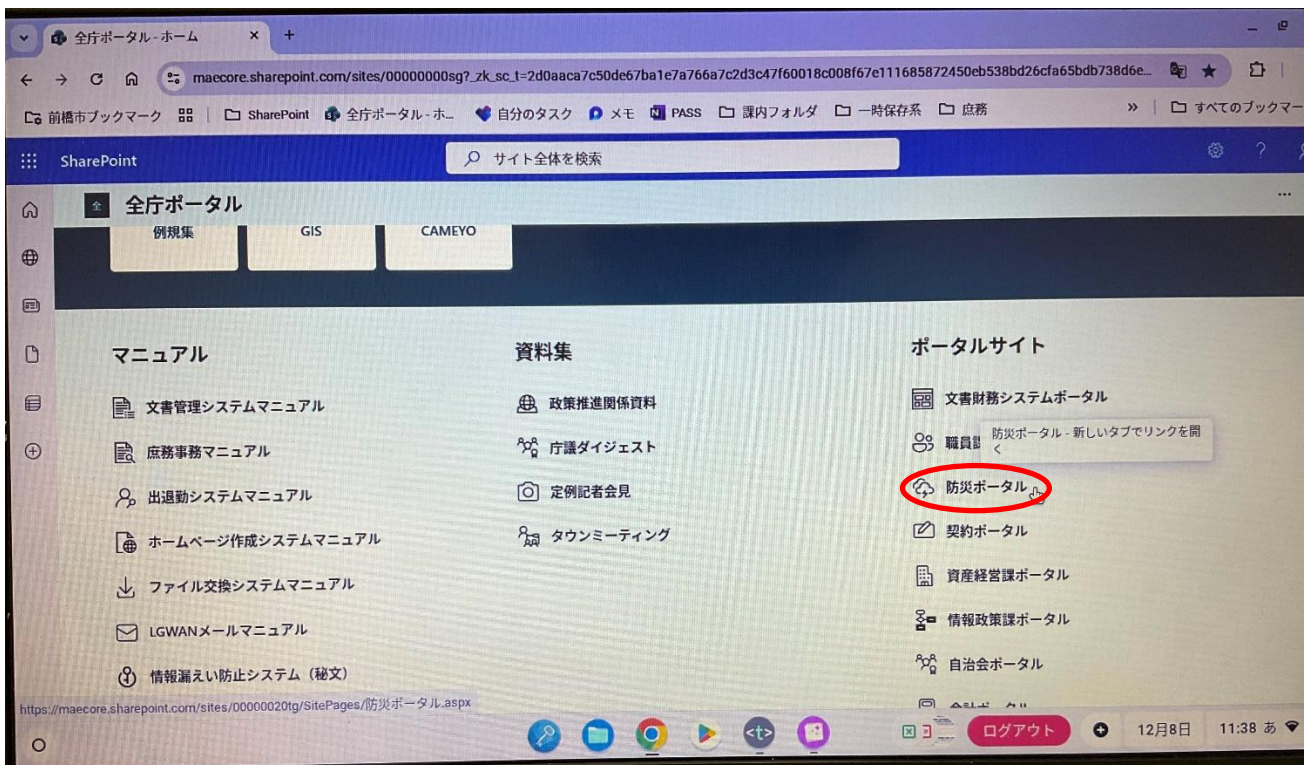 全庁ポータル - ホーム
maecore.sharepoint.com/sites/00000000sg?_zk_sc_t=2d0aaca7c50de67ba1e7a766a7c2d3c47f60018c008f67e111685872450eb538bd26cfa65bdb738d6e...
前橋市ブックマーク SharePoint 全庁ポータル - ホ... 自分のタスク メモ PASS 課内フォルダ 一時保存系 庶務 » すべてのブックマー
SharePoint サイト全体を検索 ?
全 全庁ポータル ...
例規集 GIS CAMEYO
マニュアル
文書管理システムマニュアル
庶務事務マニュアル
出退勤システムマニュアル
ホームページ作成システムマニュアル
ファイル交換システムマニュアル
LGWANメールマニュアル
情報漏えい防止システム(秘文)
資料集
政策推進関係資料
庁議ダイジェスト
定例記者会見
タウンミーティング
ポータルサイト
文書財務システムポータル
職員
防災ポータル - 新しいタブでリンクを開
く
防災ポータル
契約ポータル
資産経営課ポータル
情報政策課ポータル
自治会ポータル
https://maecore.sharepoint.com/sites/00000020tg/SitePages/防災ポータル.aspx
<t> ログアウト 12月8日 11:38 あ